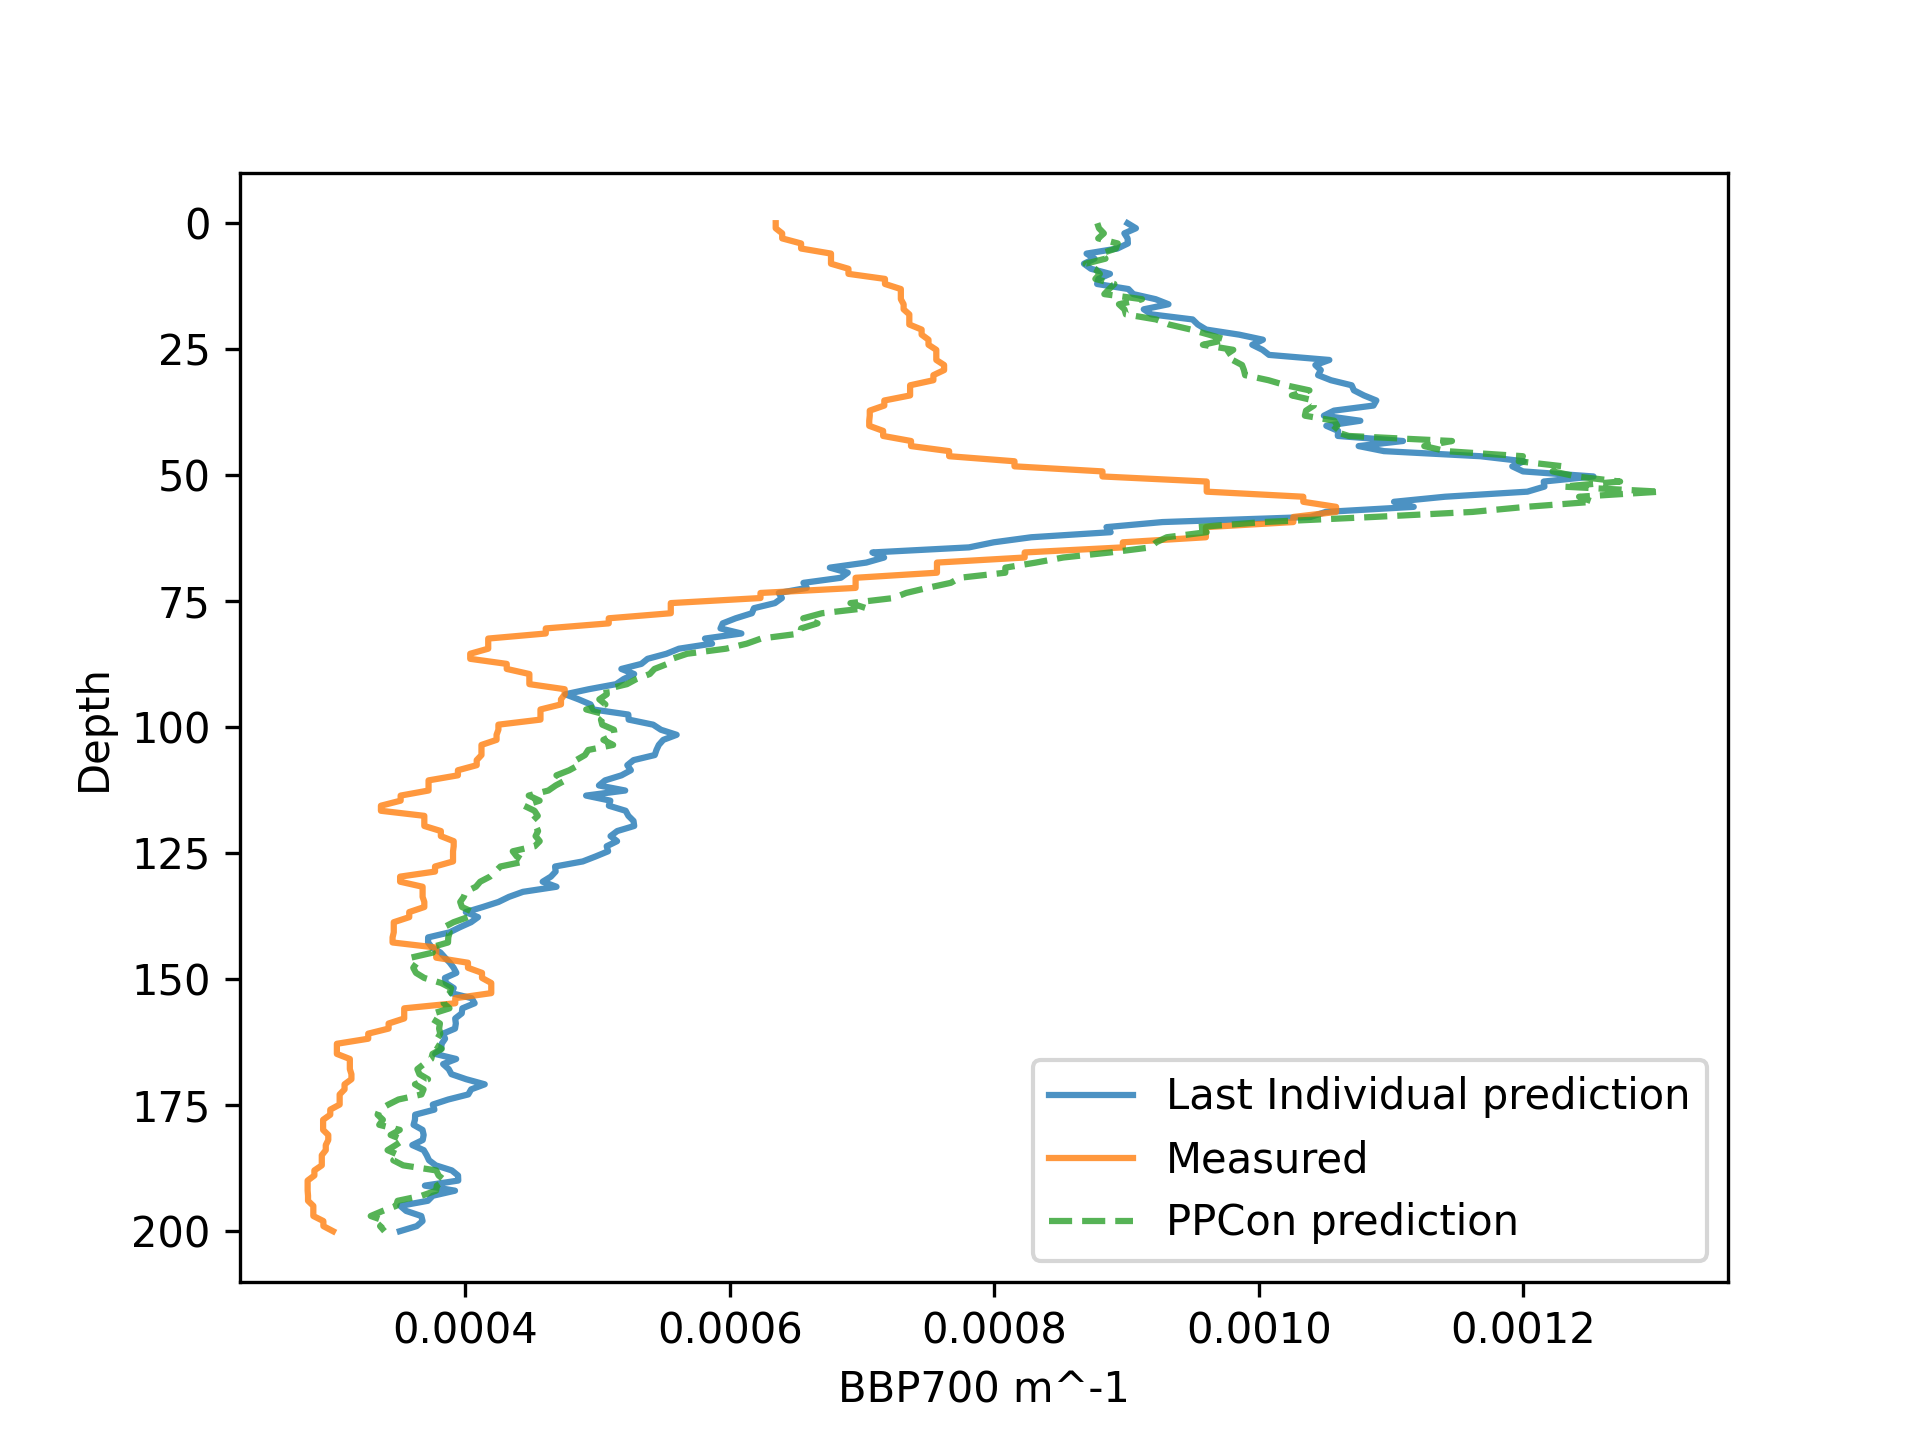 0
25
50
75
100
125
150
175
200
Depth
0.0004 0.0006 0.0008 0.0010 0.0012
BBP700 m^-1
Last Individual prediction
Measured
PPCon prediction